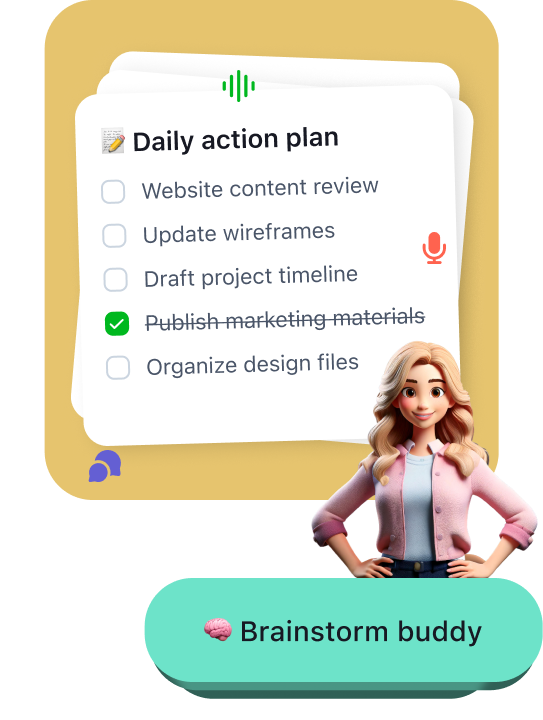 📝 Daily action plan
Website content review
Update wireframes
Draft project timeline
Publish marketing materials
Organize design files
🧠 Brainstorm buddy